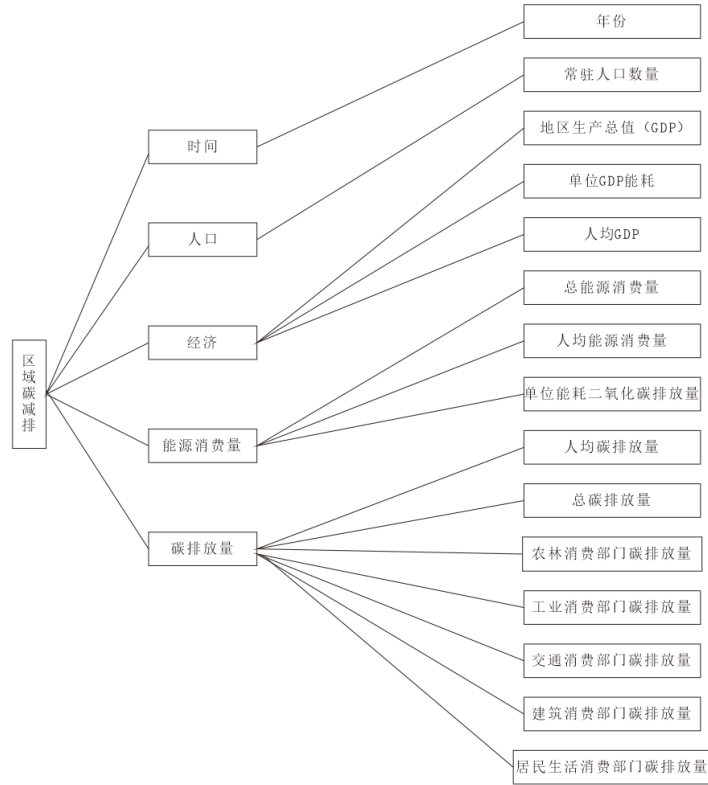 区域碳减排
时间
人口
经济
能源消费量
碳排放量
年份
常驻人口数量
地区生产总值（GDP）
单位GDP能耗
人均GDP
总能源消费量
人均能源消费量
单位能耗二氧化碳排放量
人均碳排放量
总碳排放量
农林消费部门碳排放量
工业消费部门碳排放量
交通消费部门碳排放量
建筑消费部门碳排放量
居民生活消费部门碳排放量